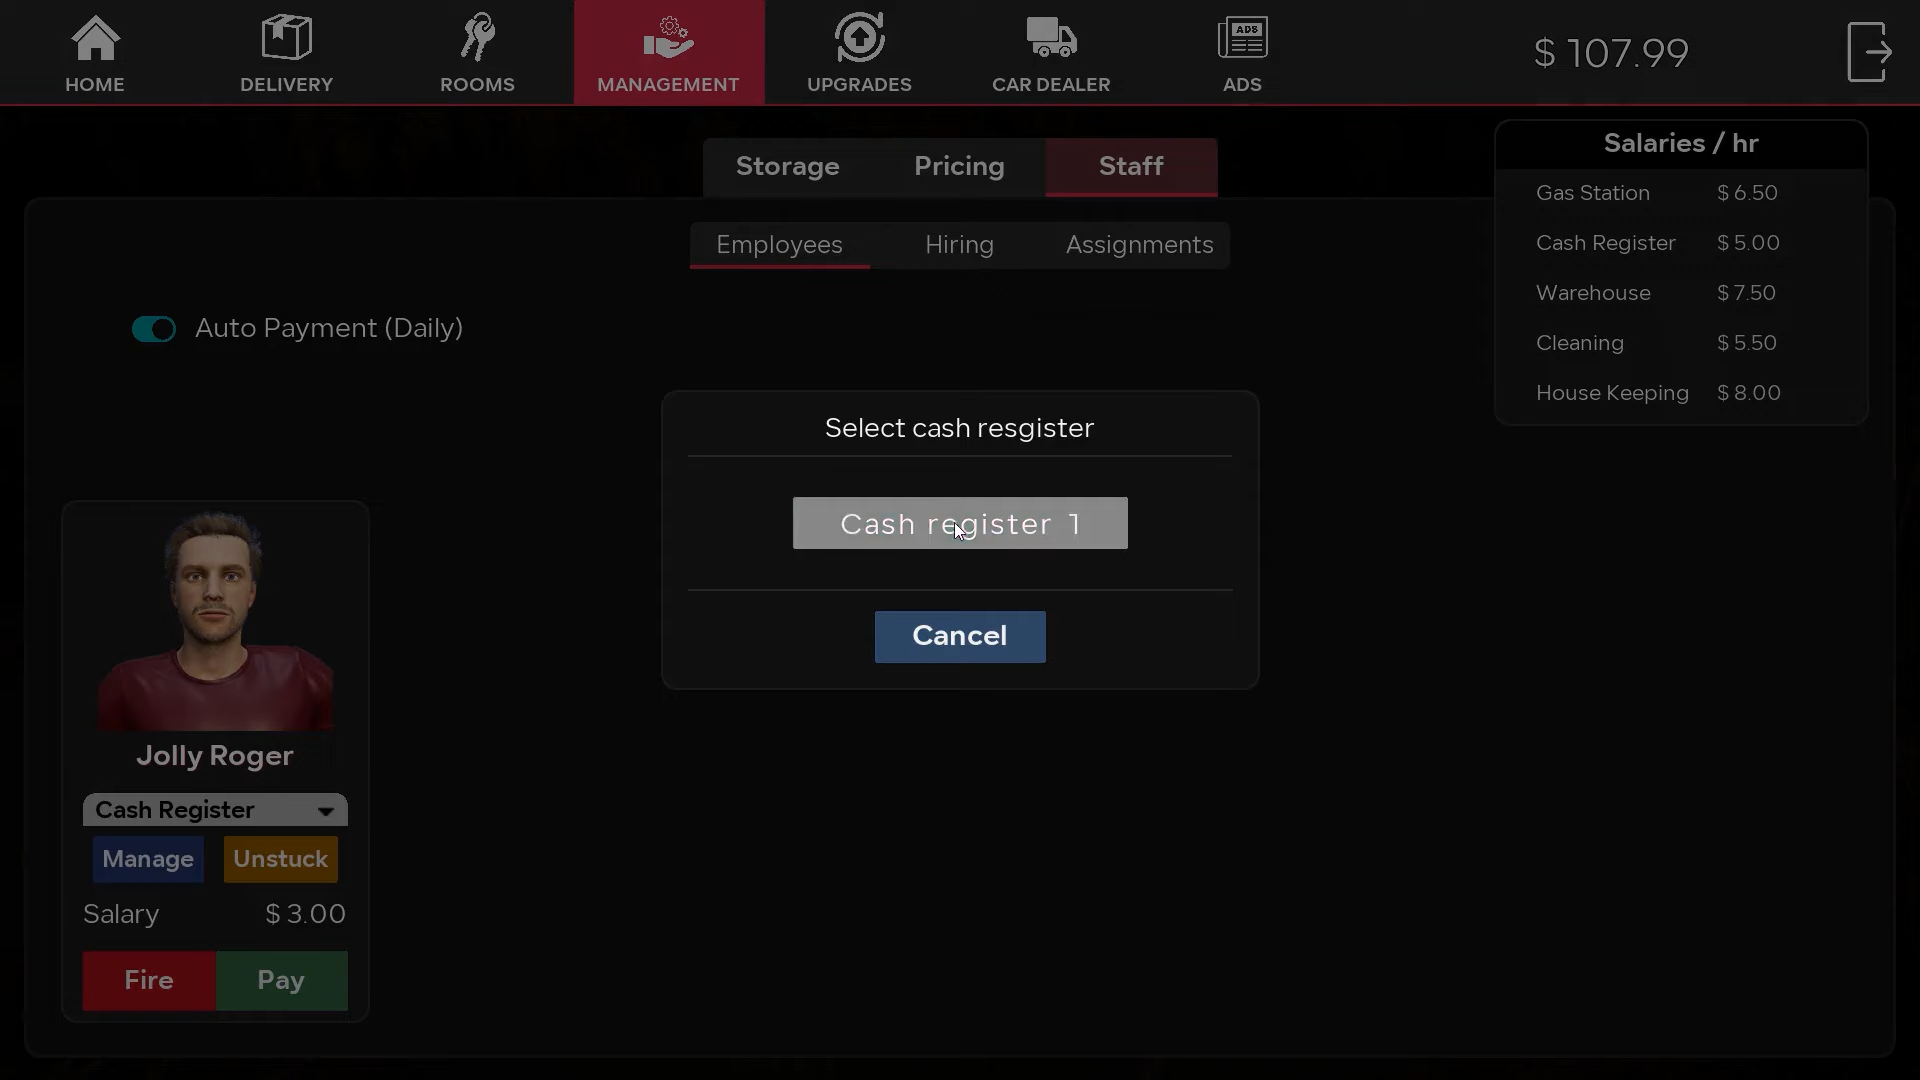 HOME
DELIVERY
ROOMS
MANAGEMENT
UPGRADES
CAR DEALER
ADS
ADS
$ 107.99
Storage
Pricing
Staff
Employees
Hiring
Assignments
Salaries / hr
Gas Station $ 6.50
Cash Register $ 5.00
Warehouse $ 7.50
Cleaning $ 5.50
House Keeping $ 8.00
Auto Payment (Daily)
Select cash resgister
Cash register 1
Cancel
Jolly Roger
Cash Register
Manage Unstuck
Salary $ 3.00
Fire Pay